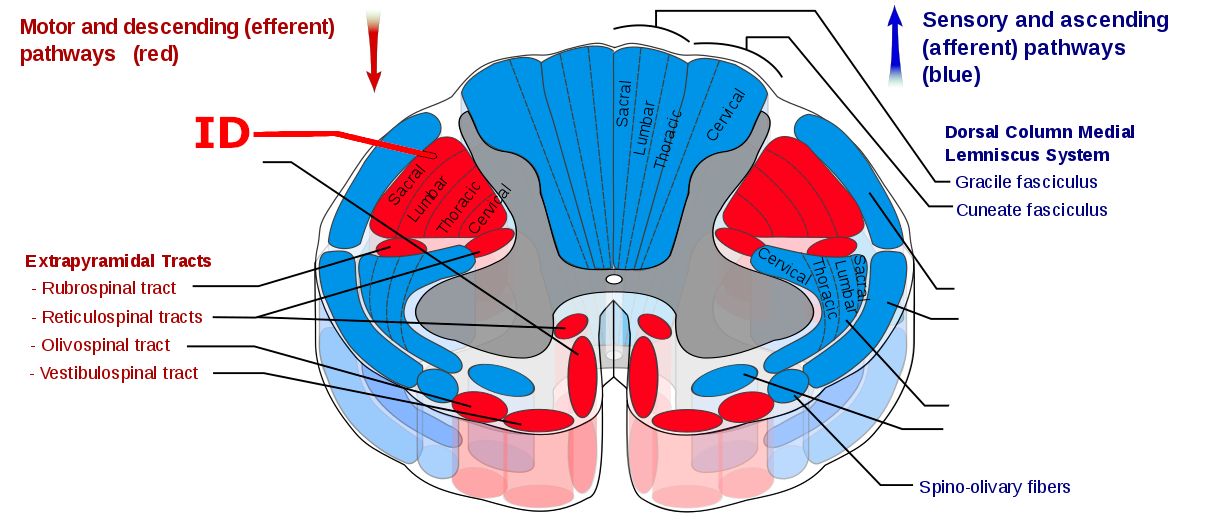 Motor and descending (efferent)
pathways (red)
Sensory and ascending
(afferent) pathways
(blue)
ID
Sacral
Lumbar
Thoracic
Cervical
Sacral
Lumbar
Thoracic
Cervical
Dorsal Column Medial
Lemniscus System
Gracile fasciculus
Cuneate fasciculus
Extrapyramidal Tracts
- Rubrospinal tract
- Reticulospinal tracts
- Olivospinal tract
- Vestibulospinal tract
Cervical
Thoracic
Lumbar
Sacral
Spino-olivary fibers